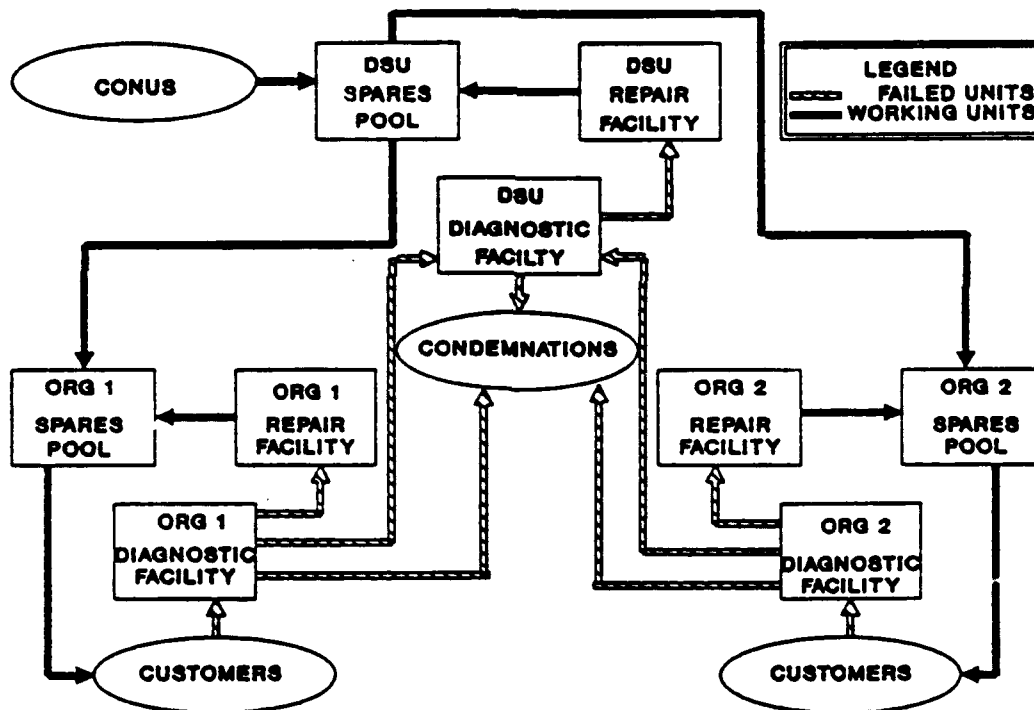 CONUS
DSU
SPARES
POOL
DSU
REPAIR
FACILITY
LEGEND
FAILED UNITS
WORKING UNITS
DSU
DIAGNOSTIC
FACILTY
CONDEMNATIONS
ORG 1
SPARES
POOL
ORG 1
REPAIR
FACILITY
ORG 2
REPAIR
FACILITY
ORG 2
SPARES
POOL
ORG 1
DIAGNOSTIC
FACILITY
ORG 2
DIAGNOSTIC
FACILITY
CUSTOMERS
CUSTOMERS